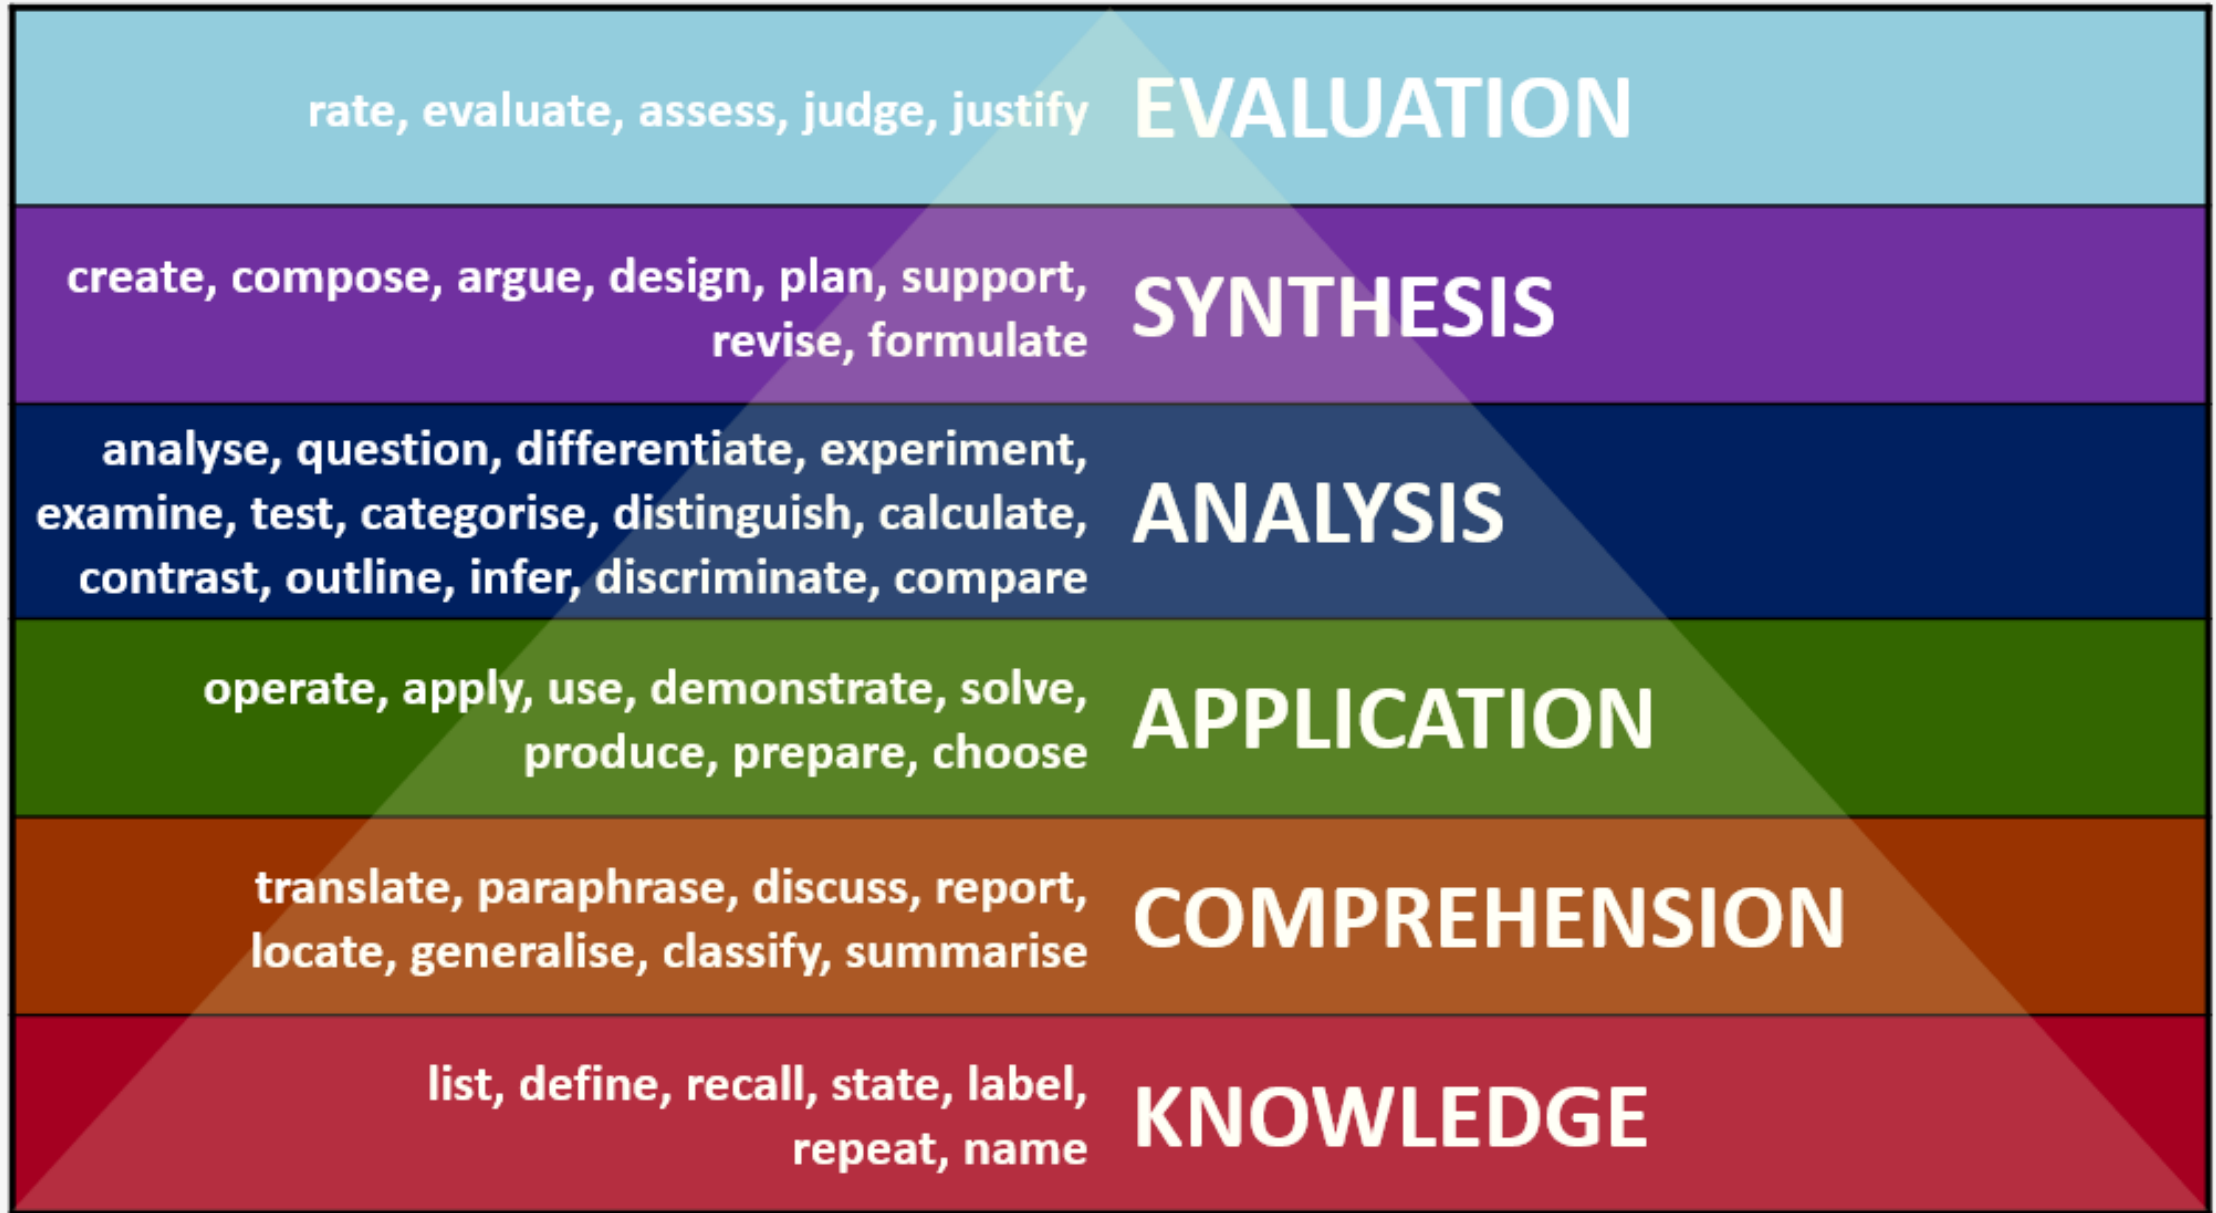 rate, evaluate, assess, judge, justify
EVALUATION
create, compose, argue, design, plan, support,
revise, formulate
SYNTHESIS
analyse, question, differentiate, experiment,
examine, test, categorise, distinguish, calculate,
contrast, outline, infer, discriminate, compare
ANALYSIS
operate, apply, use, demonstrate, solve,
produce, prepare, choose
APPLICATION
translate, paraphrase, discuss, report,
locate, generalise, classify, summarise
COMPREHENSION
list, define, recall, state, label,
repeat, name
KNOWLEDGE